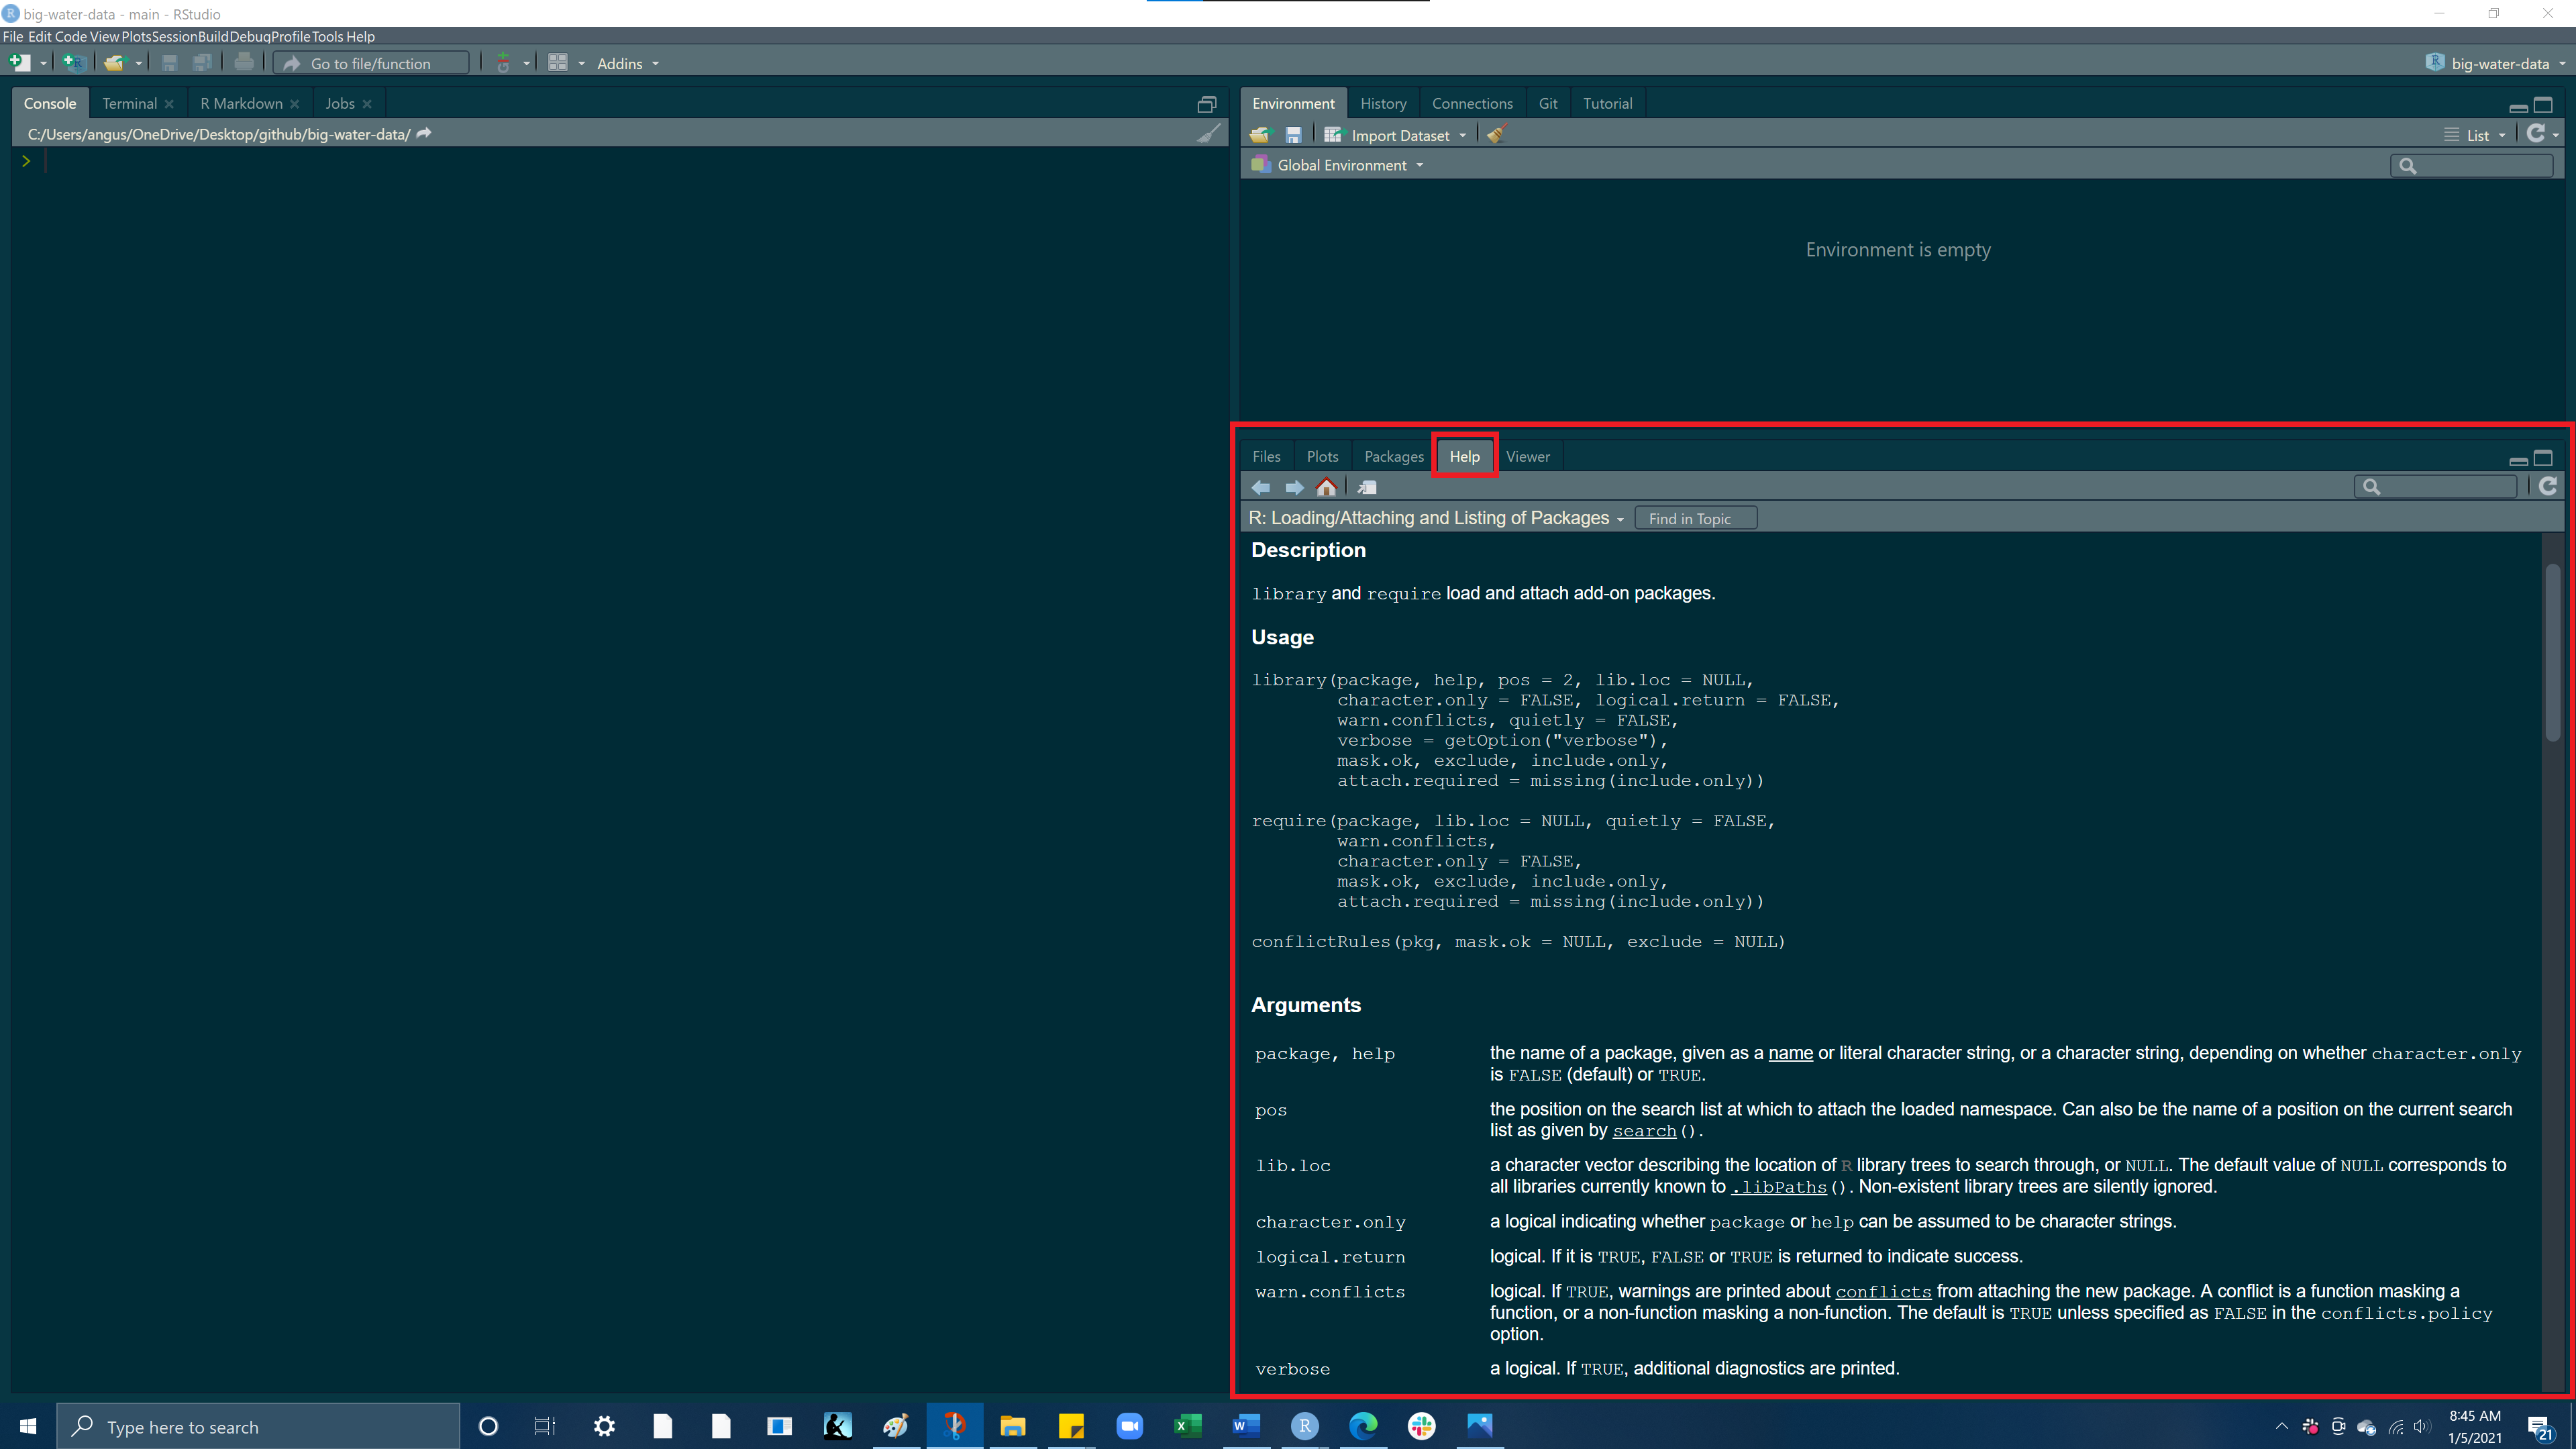 big-water-data - main - RStudio
File Edit Code View Plots Session Build Debug Profile Tools Help
Go to file/function Addins big-water-data
Console Terminal R Markdown Jobs
C:/Users/angus/OneDrive/Desktop/github/big-water-data/
>
Environment History Connections Git Tutorial
Import Dataset List
Global Environment
Environment is empty
Files Plots Packages Help Viewer
R: Loading/Attaching and Listing of Packages Find in Topic
Description
library and require load and attach add-on packages.
Usage
library(package, help, pos = 2, lib.loc = NULL,
character.only = FALSE, logical.return = FALSE,
warn.conflicts, quietly = FALSE,
verbose = getOption("verbose"),
mask.ok, exclude, include.only,
attach.required = missing(include.only))
require(package, lib.loc = NULL, quietly = FALSE,
warn.conflicts,
character.only = FALSE,
mask.ok, exclude, include.only,
attach.required = missing(include.only))
conflictRules(pkg, mask.ok = NULL, exclude = NULL)
Arguments
package, help the name of a package, given as a name or literal character string, or a character string, depending on whether character.only
is FALSE (default) or TRUE.
pos the position on the search list at which to attach the loaded namespace. Can also be the name of a position on the current search
list as given by search().
lib.loc a character vector describing the location of R library trees to search through, or NULL. The default value of NULL corresponds to
all libraries currently known to .libPaths(). Non-existent library trees are silently ignored.
character.only a logical indicating whether package or help can be assumed to be character strings.
logical.return logical. If it is TRUE, FALSE or TRUE is returned to indicate success.
warn.conflicts logical. If TRUE, warnings are printed about conflicts from attaching the new package. A conflict is a function masking a
function, or a non-function masking a non-function. The default is TRUE unless specified as FALSE in the conflicts.policy
option.
verbose a logical. If TRUE, additional diagnostics are printed.
Type here to search
8:45 AM
1/5/2021
21